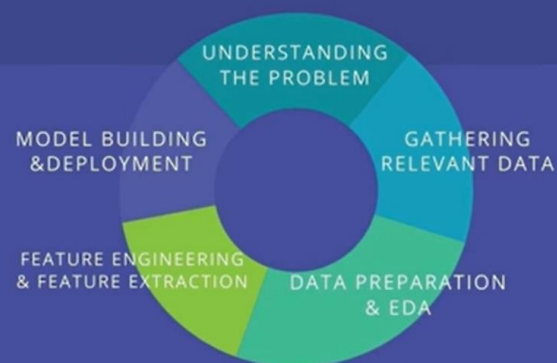 UNDERSTANDING
THE PROBLEM
GATHERING
RELEVANT DATA
DATA PREPARATION
& EDA
FEATURE ENGINEERING
& FEATURE EXTRACTION
MODEL BUILDING
&DEPLOYMENT